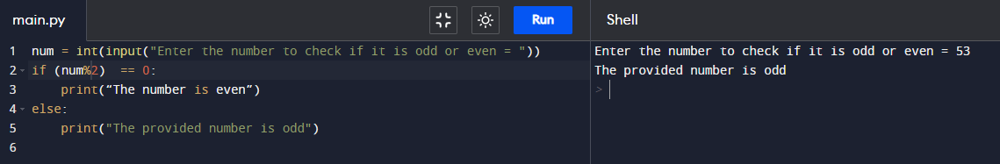 main.py
Run
Shell
1 num = int(input("Enter the number to check if it is odd or even = "))
2 if (num%2)  == 0:
3     print(“The number is even”)
4 else:
5     print("The provided number is odd")
6
Enter the number to check if it is odd or even = 53
The provided number is odd
>